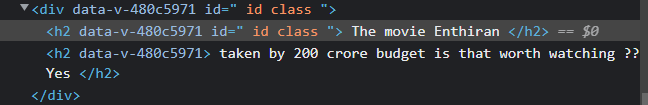 ▼<div data-v-480c5971 id=" id class ">
<h2 data-v-480c5971 id=" id class "> The movie Enthiran </h2> == $0
<h2 data-v-480c5971> taken by 200 crore budget is that worth watching ??
Yes </h2>
</div>